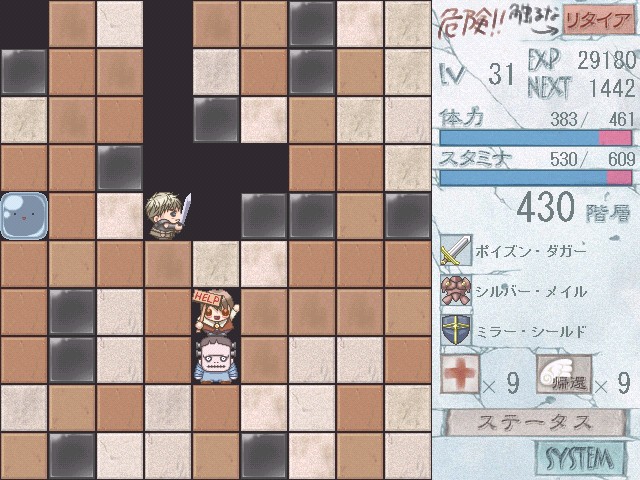 危険!! 触るな → リタイア
LV 31 EXP 29180
NEXT 1442
体力 383/ 461
スタミナ 530/ 609
430 階層
ポイズン・ダガー
シルバー・メイル
HELP
ミラー・シールド
× 9 帰還 × 9
ステータス
SYSTEM